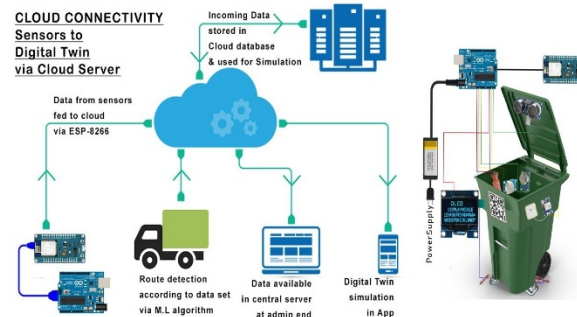 CLOUD CONNECTIVITY
Sensors to
Digital Twin
via Cloud Server
Incoming Data
stored in
Cloud database
& used for Simulation
Data from sensors
fed to cloud
via ESP-8266
Route detection
according to data set
via M.L algorithm
Data available
in central server
at admin end
Digital Twin
simulation
in App
PowerSupply
OLED